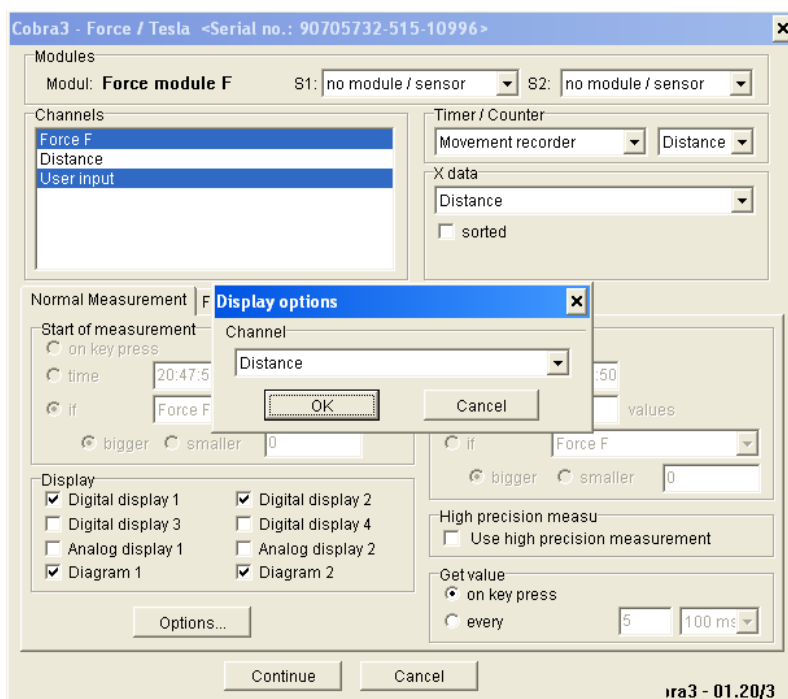 Cobra3 - Force / Tesla <Serial no.: 90705732-515-10996>
Modules
Modul: Force module F S1: no module / sensor S2: no module / sensor
Channels
Force F
Distance
User input
Timer / Counter
Movement recorder Distance
X data
Distance
sorted
Normal Measurement F
Display options
Channel
Distance
OK Cancel
Start of measurement
on key press
time 20:47:5
if Force F
bigger smaller 0
:50
values
if Force F
bigger smaller 0
Display
Digital display 1 Digital display 2
Digital display 3 Digital display 4
Analog display 1 Analog display 2
Diagram 1 Diagram 2
Options...
High precision measu
Use high precision measurement
Get value
on key press
every 5 100 ms
Continue Cancel
ra3 - 01.20/3